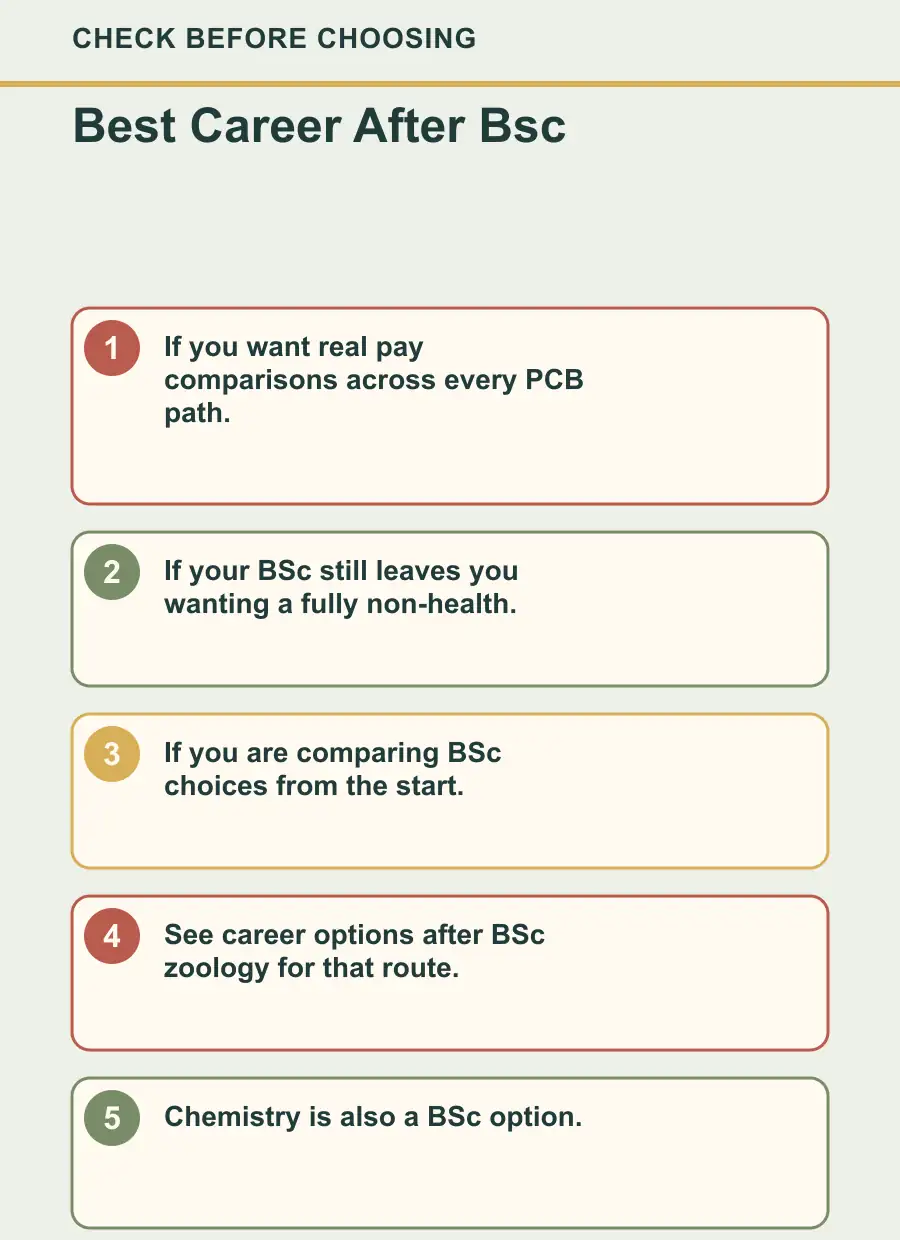 CHECK BEFORE CHOOSING
Best Career After Bsc
1
If you want real pay
comparisons across every PCB
path.
2
If your BSc still leaves you
wanting a fully non-health.
3
If you are comparing BSc
choices from the start.
4
See career options after BSc
zoology for that route.
5
Chemistry is also a BSc option.